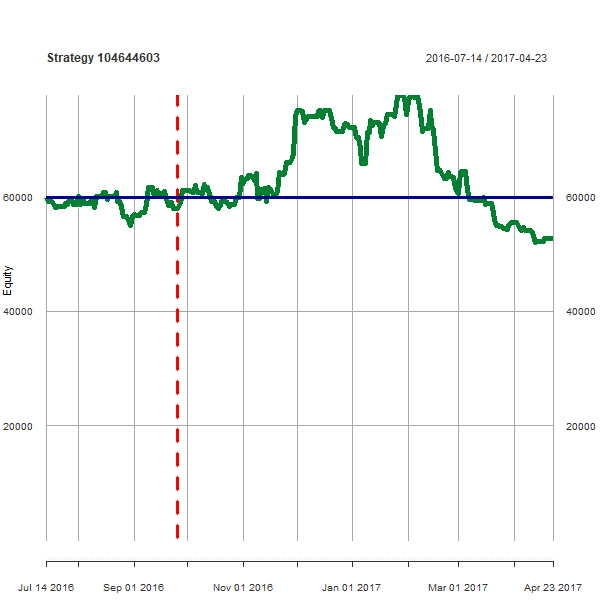 Strategy 104644603
2016-07-14 / 2017-04-23
60000
60000
Equity
40000
40000
20000
20000
Jul 14 2016
Sep 01 2016
Nov 01 2016
Jan 01 2017
Mar 01 2017
Apr 23 2017